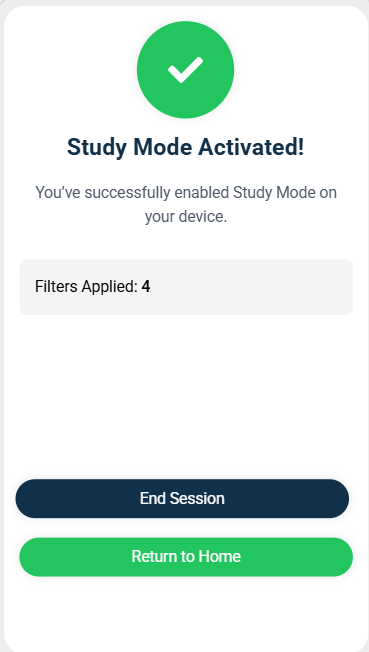 Study Mode Activated!
You’ve successfully enabled Study Mode on
your device.
Filters Applied: 4
End Session
Return to Home